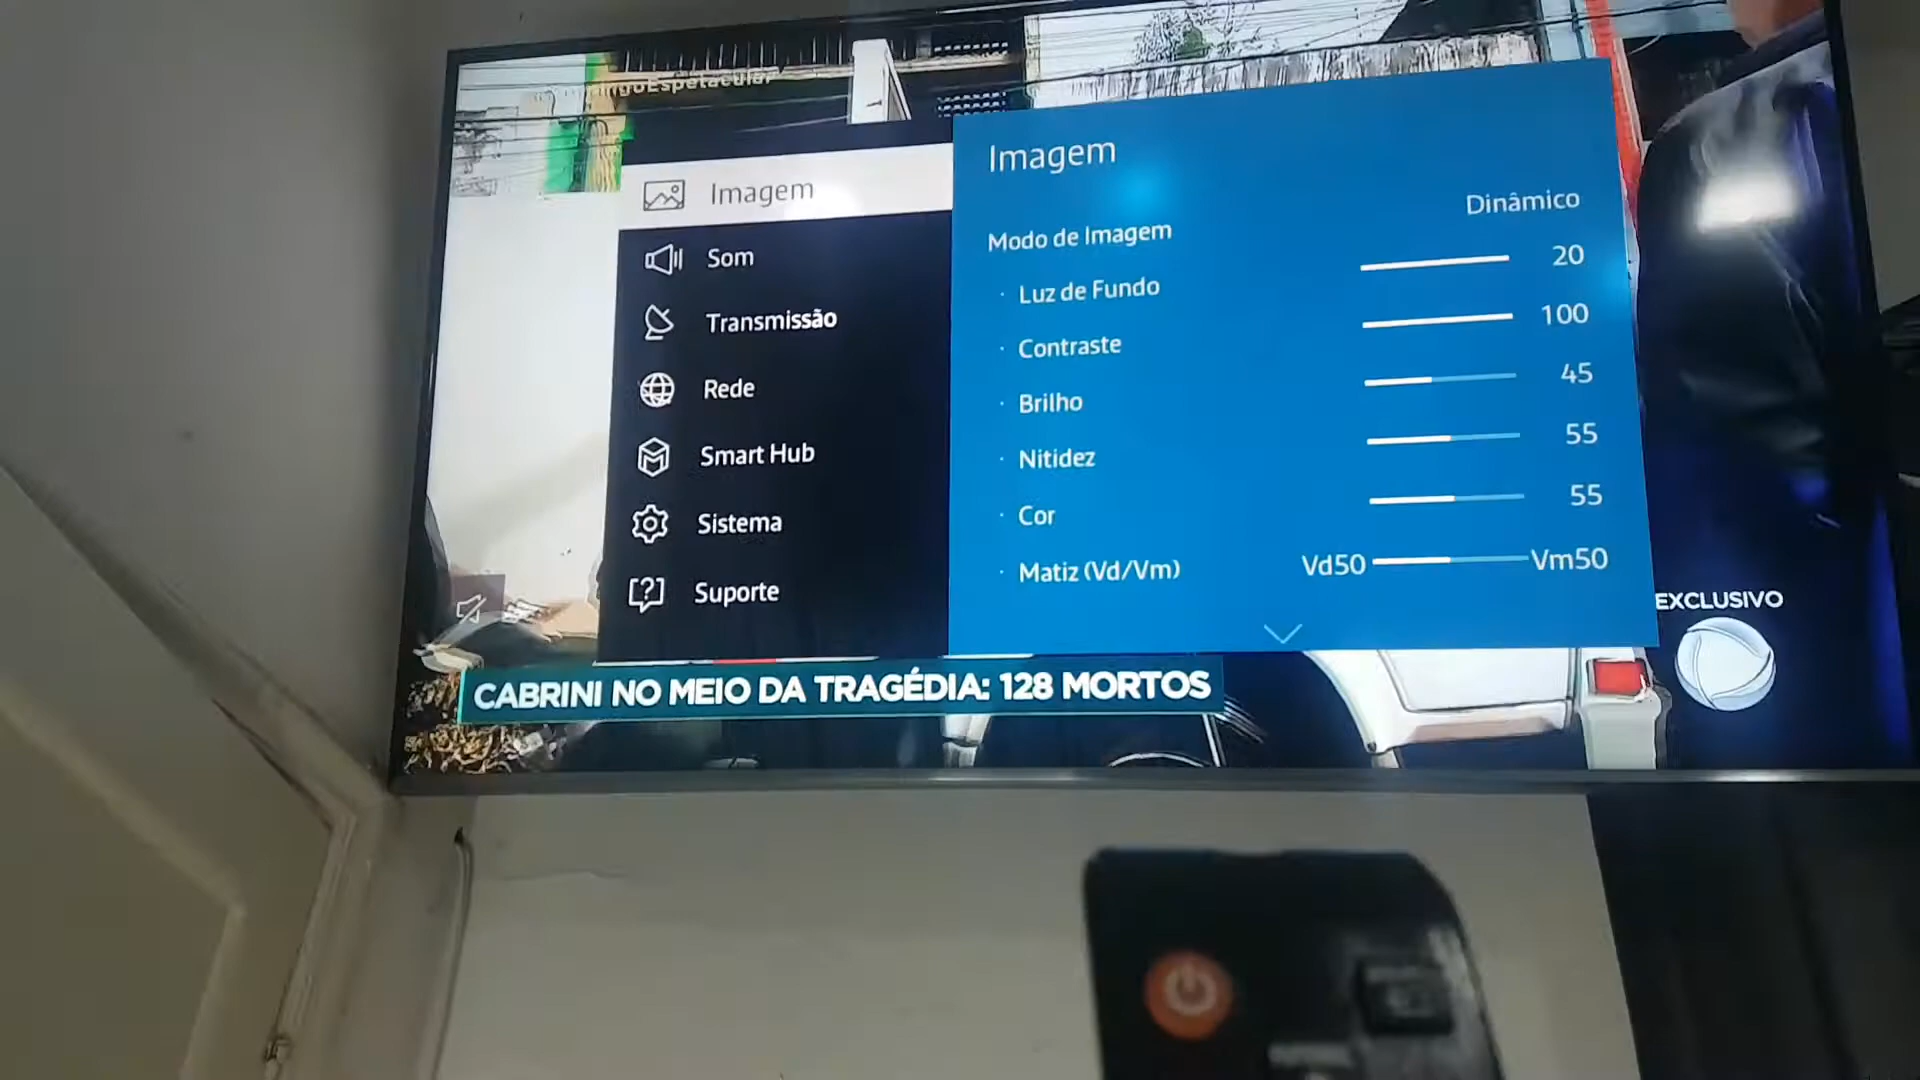 Imagem
Som
Transmissão
Rede
Smart Hub
Sistema
Suporte
Imagem
Modo de Imagem Dinâmico
· Luz de Fundo 20
· Contraste 100
· Brilho 45
· Nitidez 55
· Cor 55
· Matiz (Vd/Vm) Vd50 Vm50
EXCLUSIVO
CABRINI NO MEIO DA TRAGÉDIA: 128 MORTOS